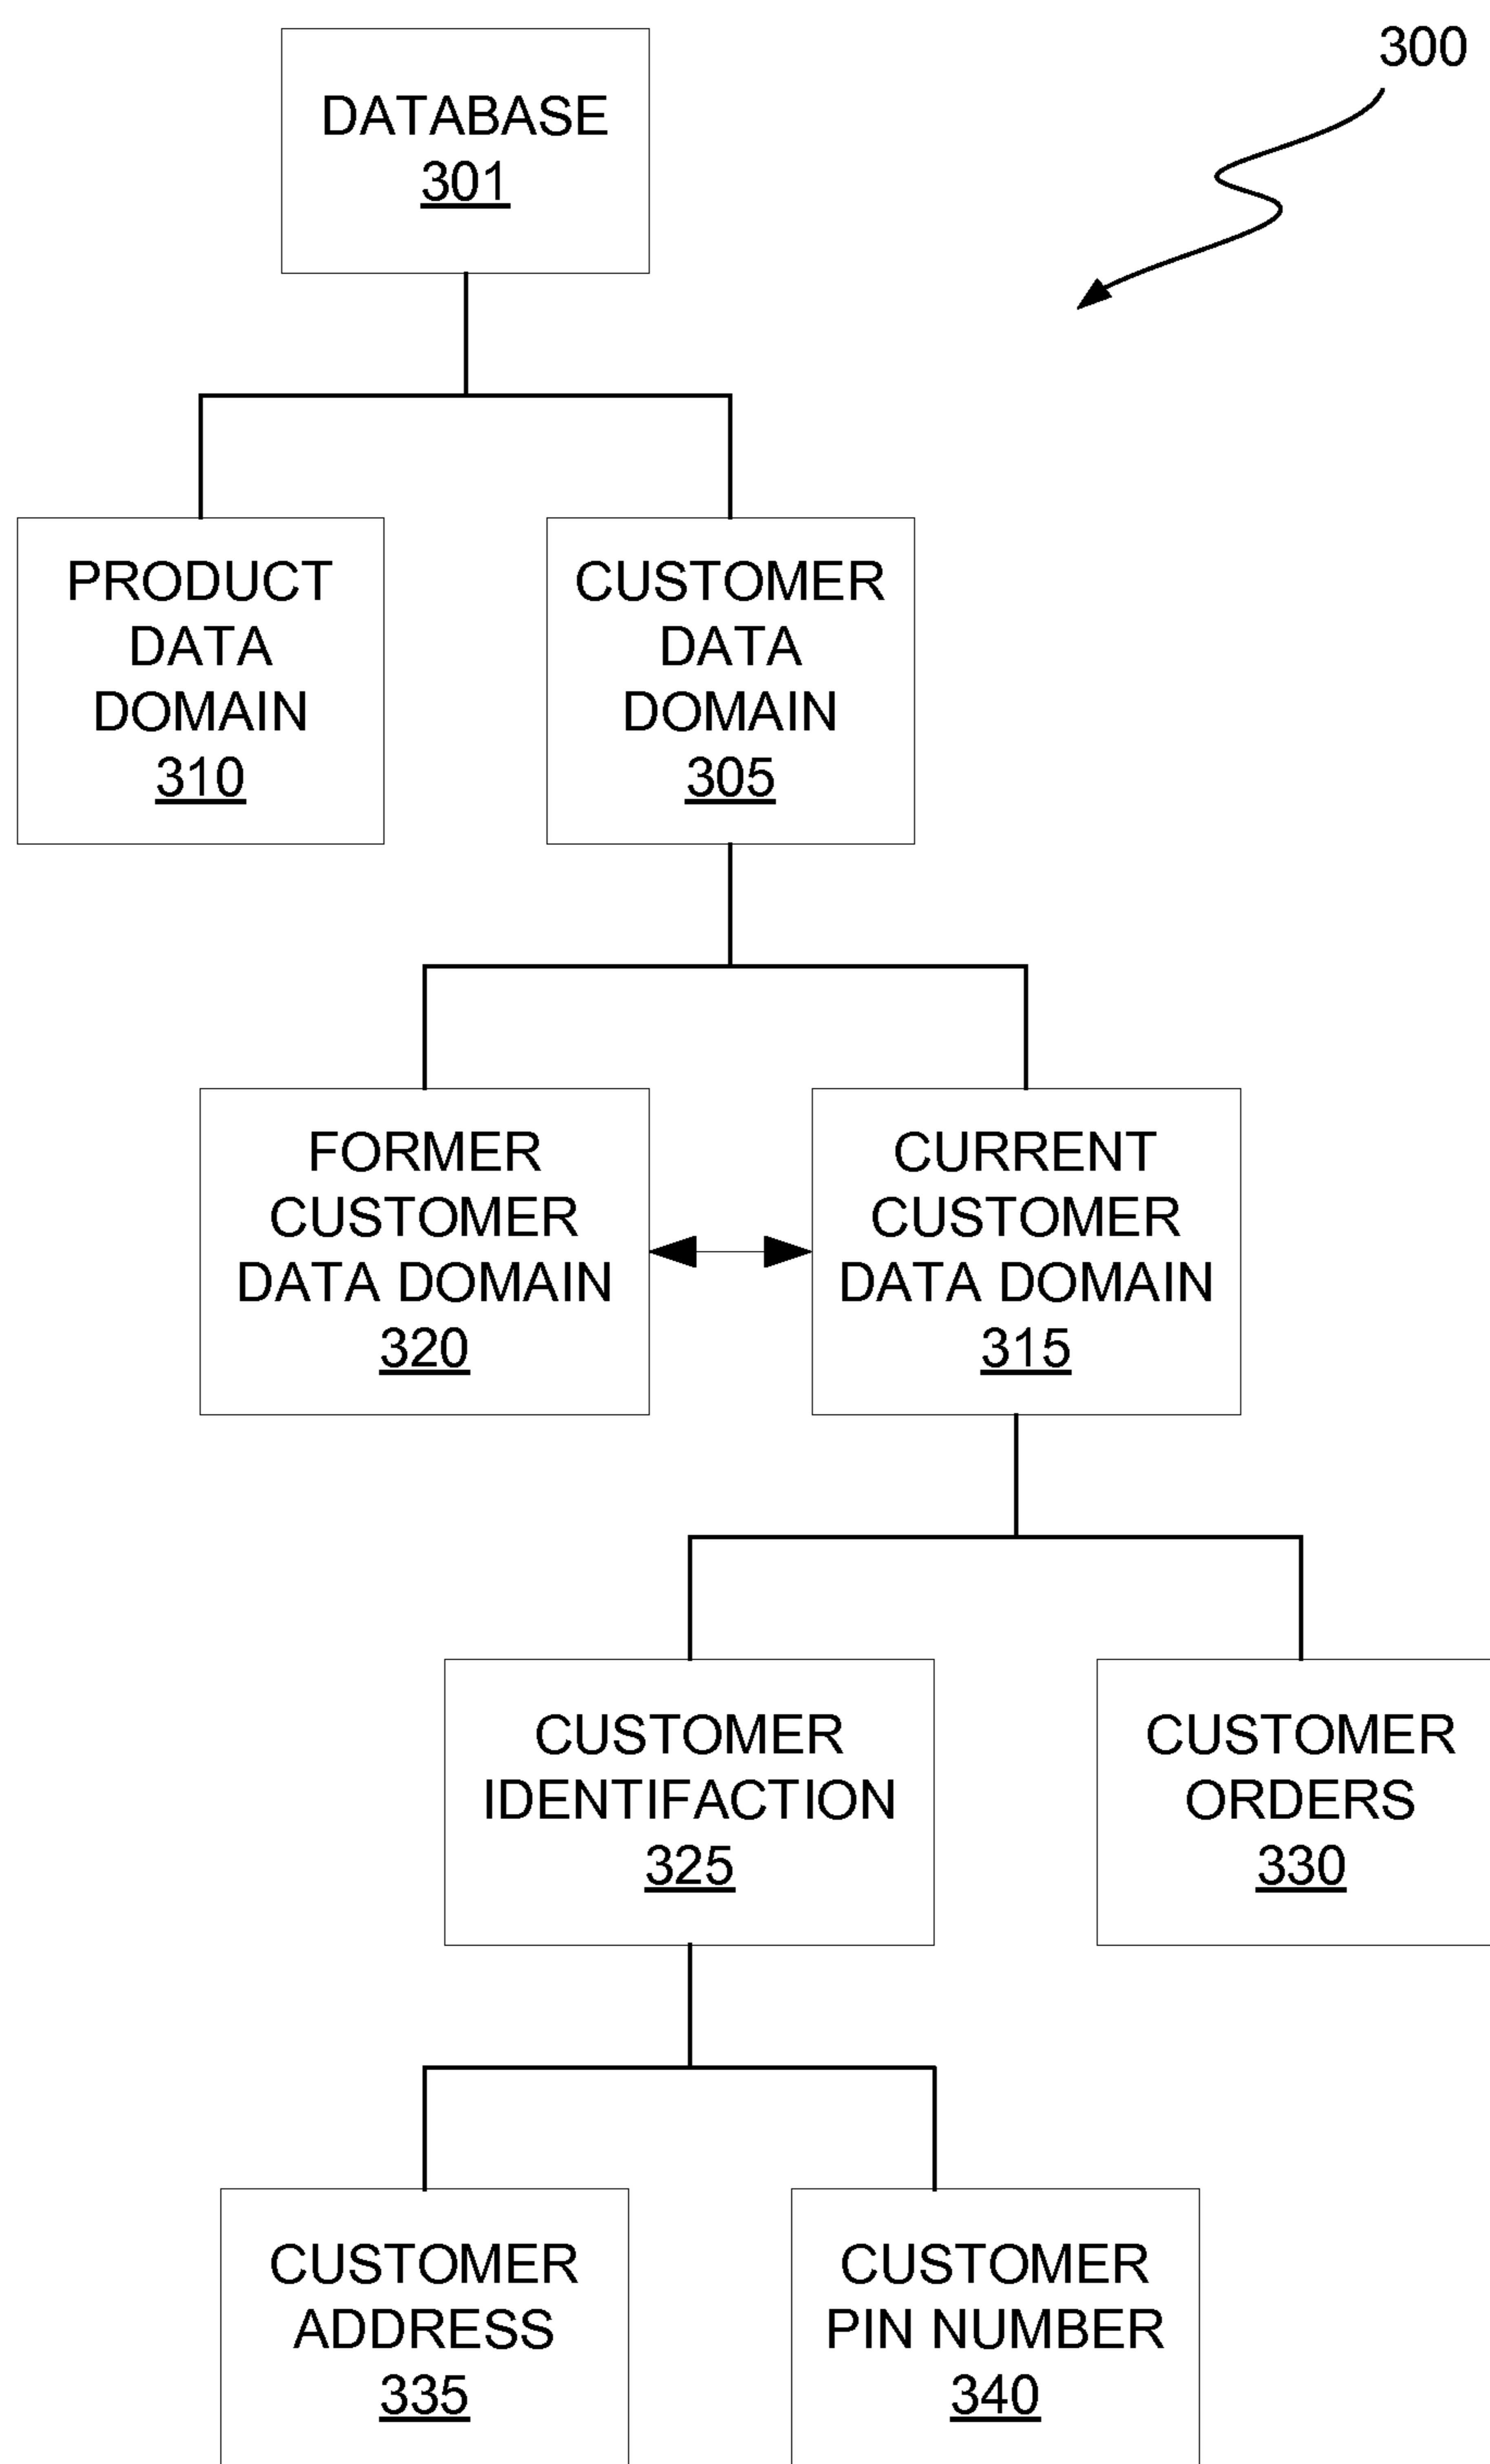 300
DATABASE
301
PRODUCT
DATA
DOMAIN
310
CUSTOMER
DATA
DOMAIN
305
FORMER
CUSTOMER
DATA DOMAIN
320
CURRENT
CUSTOMER
DATA DOMAIN
315
CUSTOMER
IDENTIFACTION
325
CUSTOMER
ORDERS
330
CUSTOMER
ADDRESS
335
CUSTOMER
PIN NUMBER
340